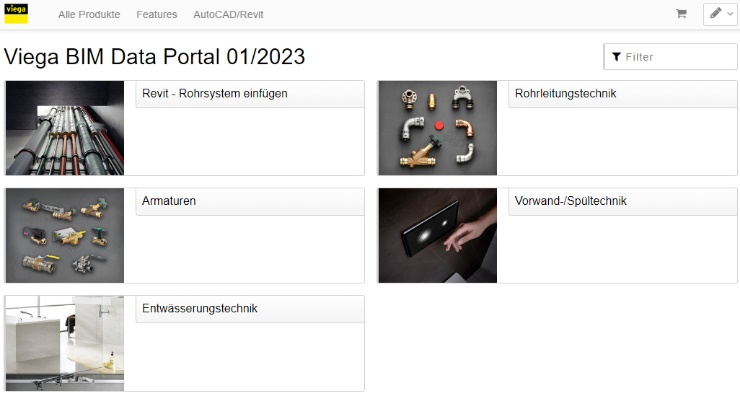 viega
Alle Produkte
Features
AutoCAD/Revit
Viega BIM Data Portal 01/2023
Filter
Revit - Rohrsystem einfügen
Rohrleitungstechnik
Armaturen
Vorwand-/Spültechnik
Entwässerungstechnik